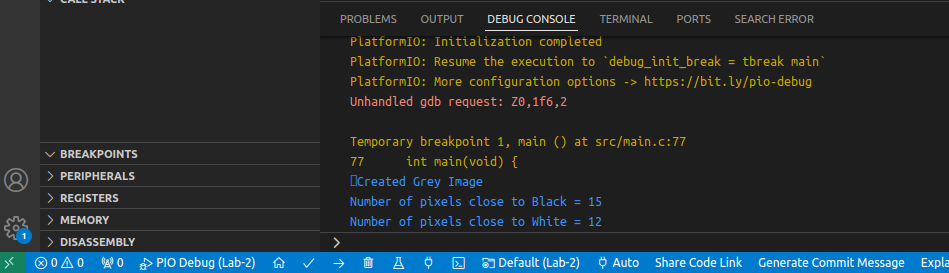 CALL STACK
PROBLEMS OUTPUT DEBUG CONSOLE TERMINAL PORTS SEARCH ERROR
PlatformIO: Initialization completed
PlatformIO: Resume the execution to `debug_init_break = tbreak main`
PlatformIO: More configuration options -> https://bit.ly/pio-debug
Unhandled gdb request: Z0,1f6,2
Temporary breakpoint 1, main () at src/main.c:77
77 int main(void) {
Created Grey Image
Number of pixels close to Black = 15
Number of pixels close to White = 12
BREAKPOINTS
PERIPHERALS
REGISTERS
MEMORY
DISASSEMBLY
1
0 0 0 PIO Debug (Lab-2) Default (Lab-2) Auto Share Code Link Generate Commit Message Expla